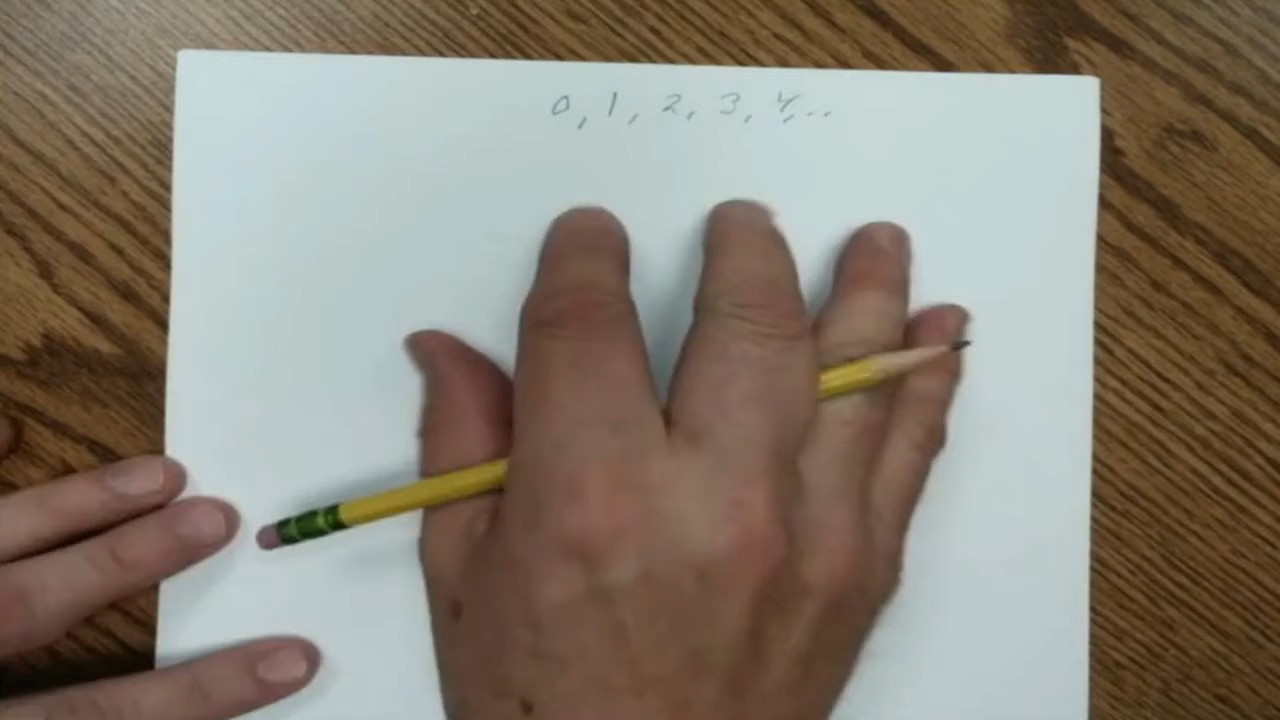 0, 1, 2, 3, 4, ..